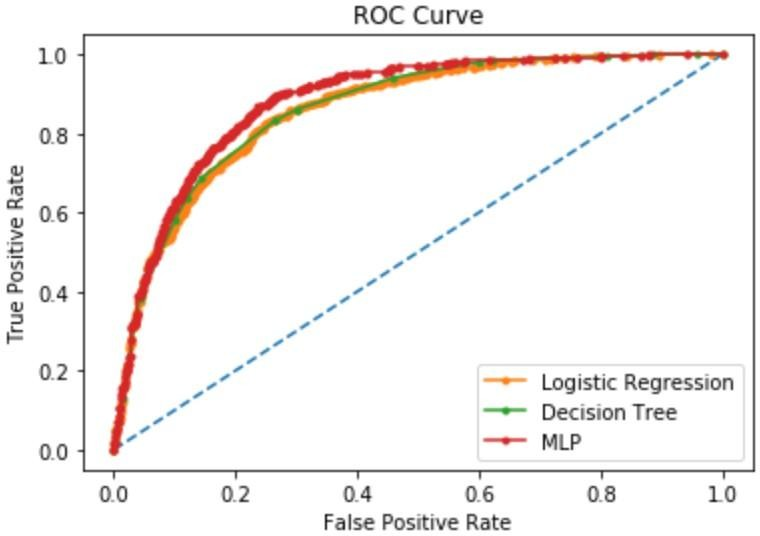 ROC Curve
True Positive Rate
1.0
0.8
0.6
0.4
0.2
0.0
Logistic Regression
Decision Tree
MLP
0.0 0.2 0.4 0.6 0.8 1.0
False Positive Rate